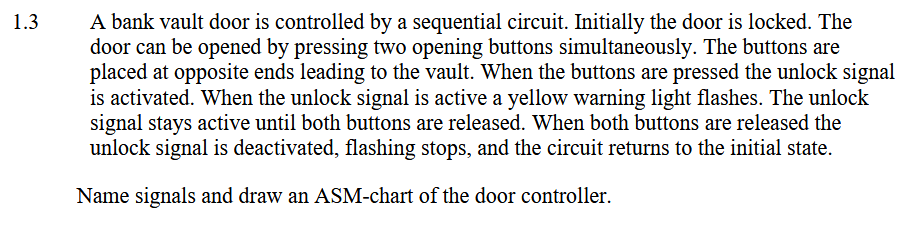 1.3 A bank vault door is controlled by a sequential circuit. Initially the door is locked. The
door can be opened by pressing two opening buttons simultaneously. The buttons are
placed at opposite ends leading to the vault. When the buttons are pressed the unlock signal
is activated. When the unlock signal is active a yellow warning light flashes. The unlock
signal stays active until both buttons are released. When both buttons are released the
unlock signal is deactivated, flashing stops, and the circuit returns to the initial state.
Name signals and draw an ASM-chart of the door controller.